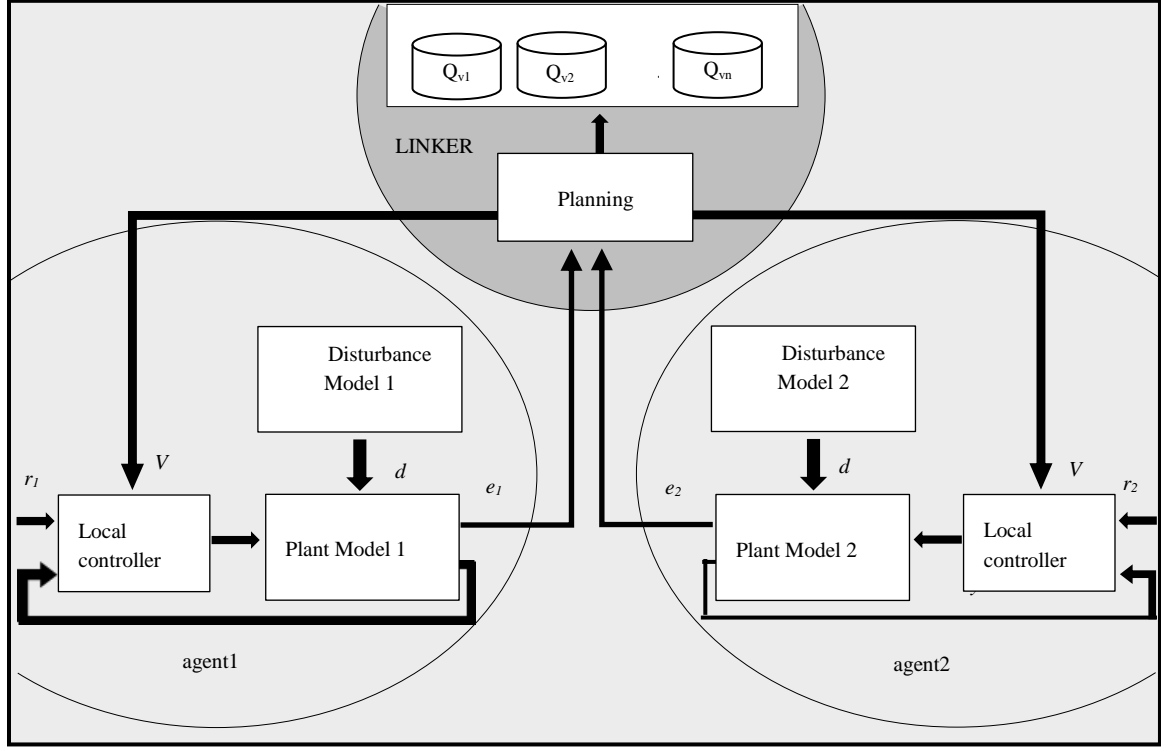 Qv1 Qv2 . Qvn
LINKER
Planning
Disturbance
Model 1
Disturbance
Model 2
r1
V
d
e1
e2
d
V
r2
Local
controller
Plant Model 1
Plant Model 2
Local
controller
agent1
agent2